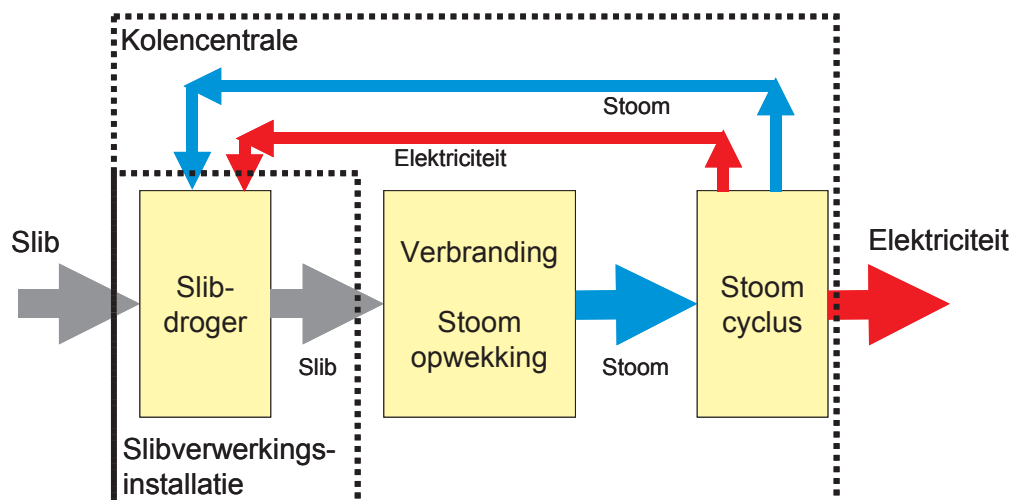 Kolencentrale
Stoom
Elektriciteit
Slib
Slib-
droger
Slib
Verbranding
Stoom
opwekking
Stoom
Stoom
cyclus
Elektriciteit
Slibverwerkings-
installatie